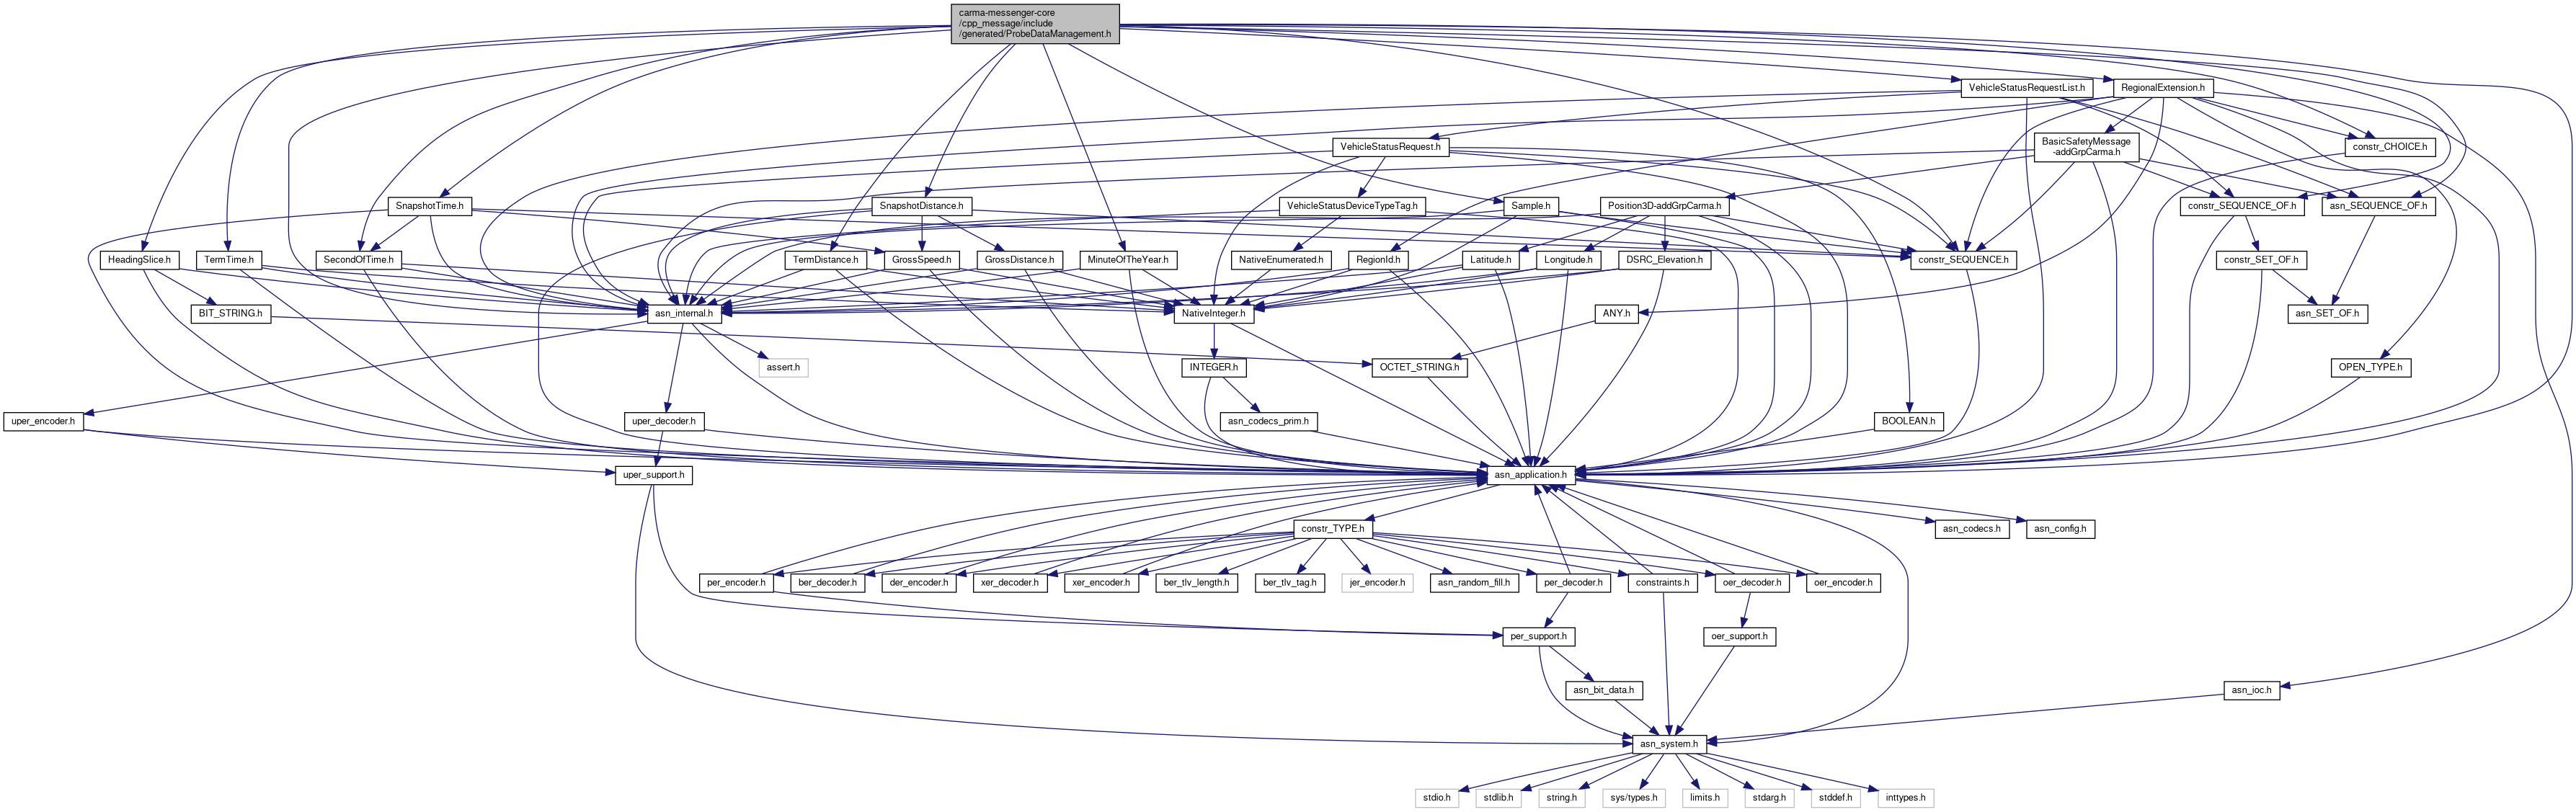 carma-messenger-core
/cpp_message/include
/generated/ProbeDataManagement.h
VehicleStatusRequestList.h
RegionalExtension.h
VehicleStatusRequest.h
BasicSafetyMessage
-addGrpCarma.h
constr_CHOICE.h
SnapshotTime.h
SnapshotDistance.h
VehicleStatusDeviceTypeTag.h
Sample.h
Position3D-addGrpCarma.h
constr_SEQUENCE_OF.h
asn_SEQUENCE_OF.h
HeadingSlice.h
TermTime.h
SecondOfTime.h
TermDistance.h
GrossSpeed.h
GrossDistance.h
MinuteOfTheYear.h
NativeEnumerated.h
RegionId.h
Latitude.h
Longitude.h
DSRC_Elevation.h
constr_SEQUENCE.h
constr_SET_OF.h
BIT_STRING.h
asn_internal.h
NativeInteger.h
ANY.h
asn_SET_OF.h
assert.h
INTEGER.h
OCTET_STRING.h
OPEN_TYPE.h
uper_encoder.h
uper_decoder.h
asn_codecs_prim.h
BOOLEAN.h
uper_support.h
asn_application.h
constr_TYPE.h
asn_codecs.h
asn_config.h
per_encoder.h
ber_decoder.h
der_encoder.h
xer_decoder.h
xer_encoder.h
ber_tlv_length.h
ber_tlv_tag.h
jer_encoder.h
asn_random_fill.h
per_decoder.h
constraints.h
oer_decoder.h
oer_encoder.h
per_support.h
oer_support.h
asn_bit_data.h
asn_ioc.h
asn_system.h
stdio.h
stdlib.h
string.h
sys/types.h
limits.h
stdarg.h
stddef.h
inttypes.h